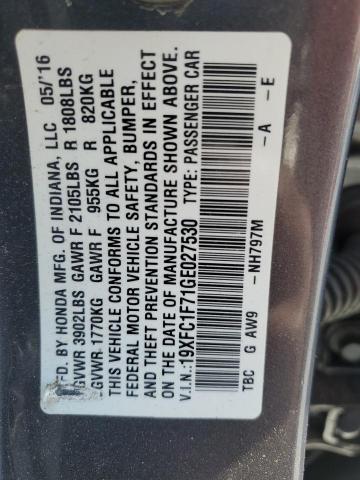 MFD. BY HONDA MFG. OF INDIANA, LLC 05/'16
GVWR 3902LBS GAWR F 2105LBS R 1808LBS
GVWR 1770KG GAWR F 955KG R 820KG
THIS VEHICLE CONFORMS TO ALL APPLICABLE
FEDERAL MOTOR VEHICLE SAFETY, BUMPER,
AND THEFT PREVENTION STANDARDS IN EFFECT
ON THE DATE OF MANUFACTURE SHOWN ABOVE.
V.I.N.: 19XFC1F71GE027530 TYPE: PASSENGER CAR
TBC G AW9 -NH797M -A -E